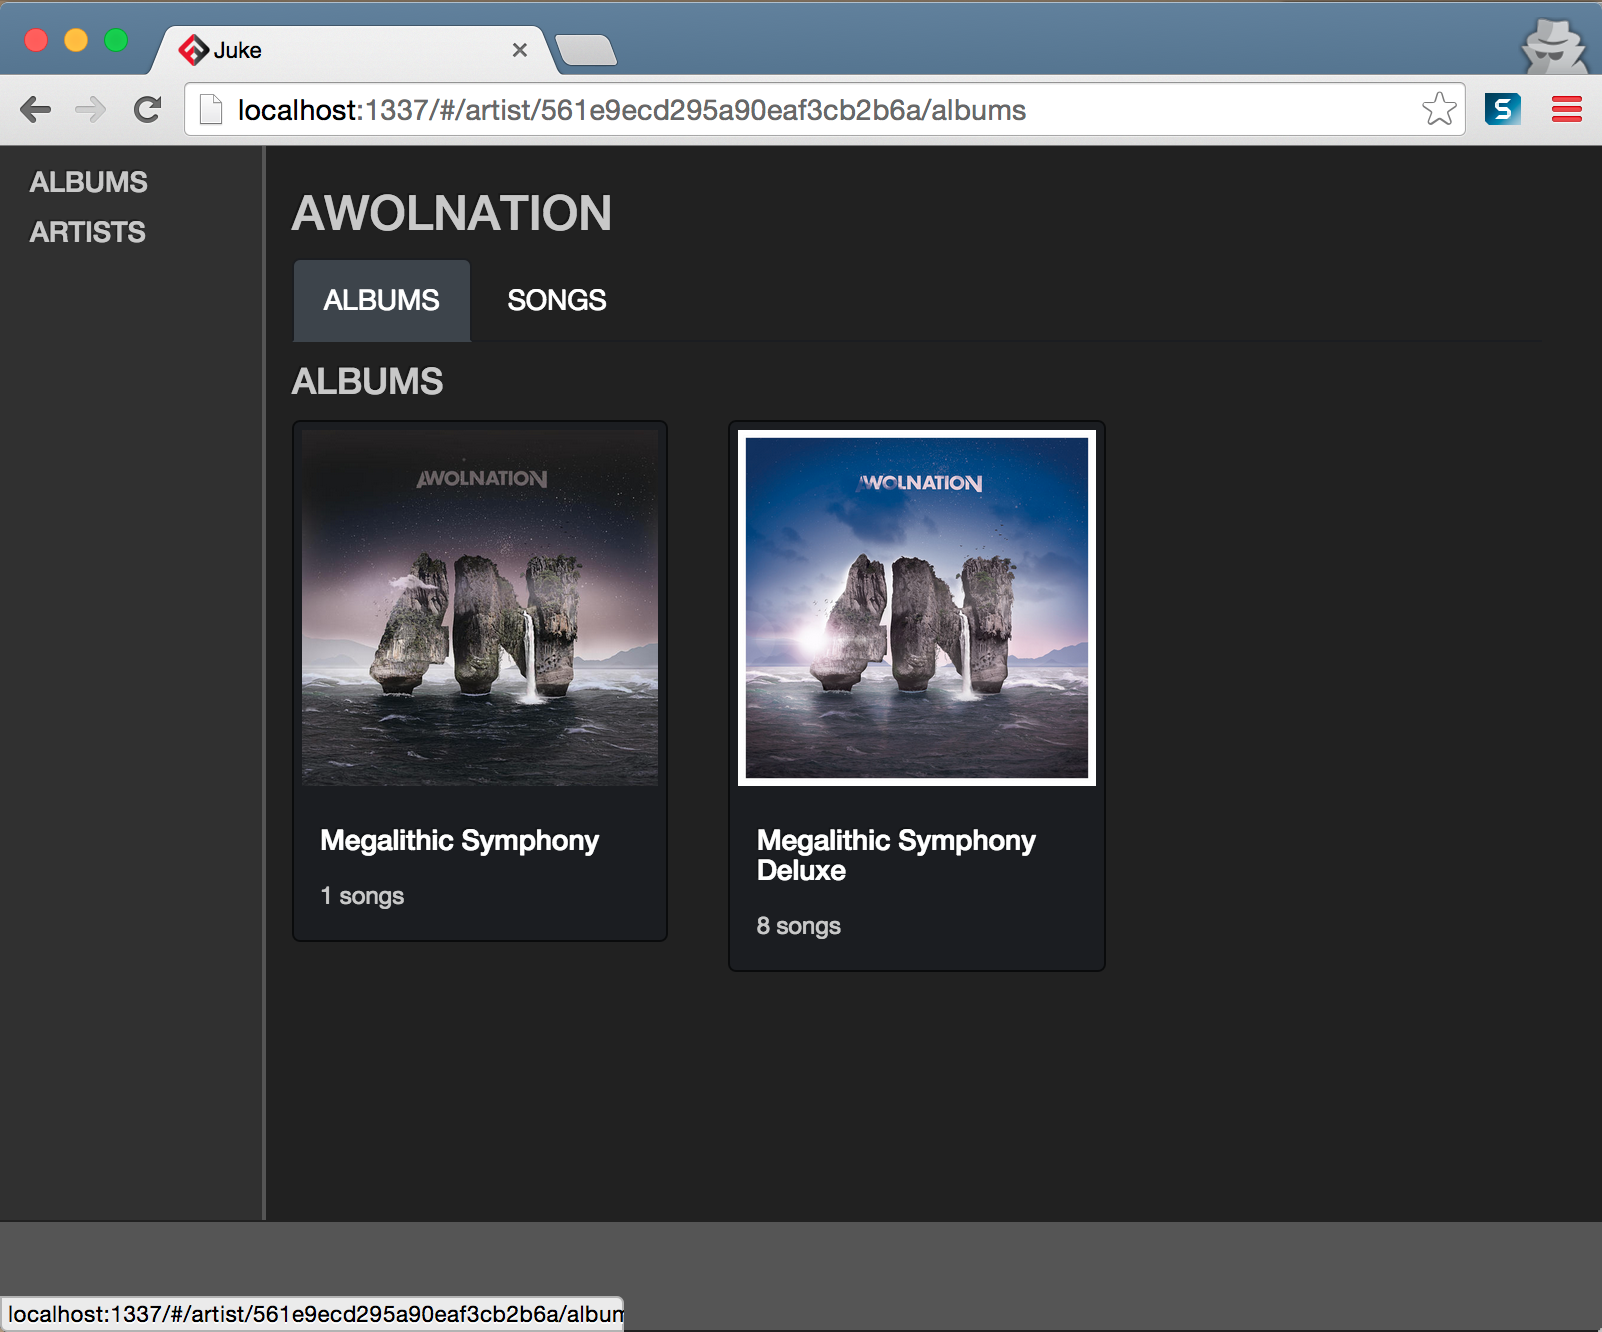 Juke
localhost:1337/#/artist/561e9ecd295a90eaf3cb2b6a/albums
S
ALBUMS
ARTISTS
AWOLNATION
ALBUMS SONGS
ALBUMS
AWOLNATION
AWOLNATION
Megalithic Symphony
1 songs
Megalithic Symphony
Deluxe
8 songs
localhost:1337/#/artist/561e9ecd295a90eaf3cb2b6a/album